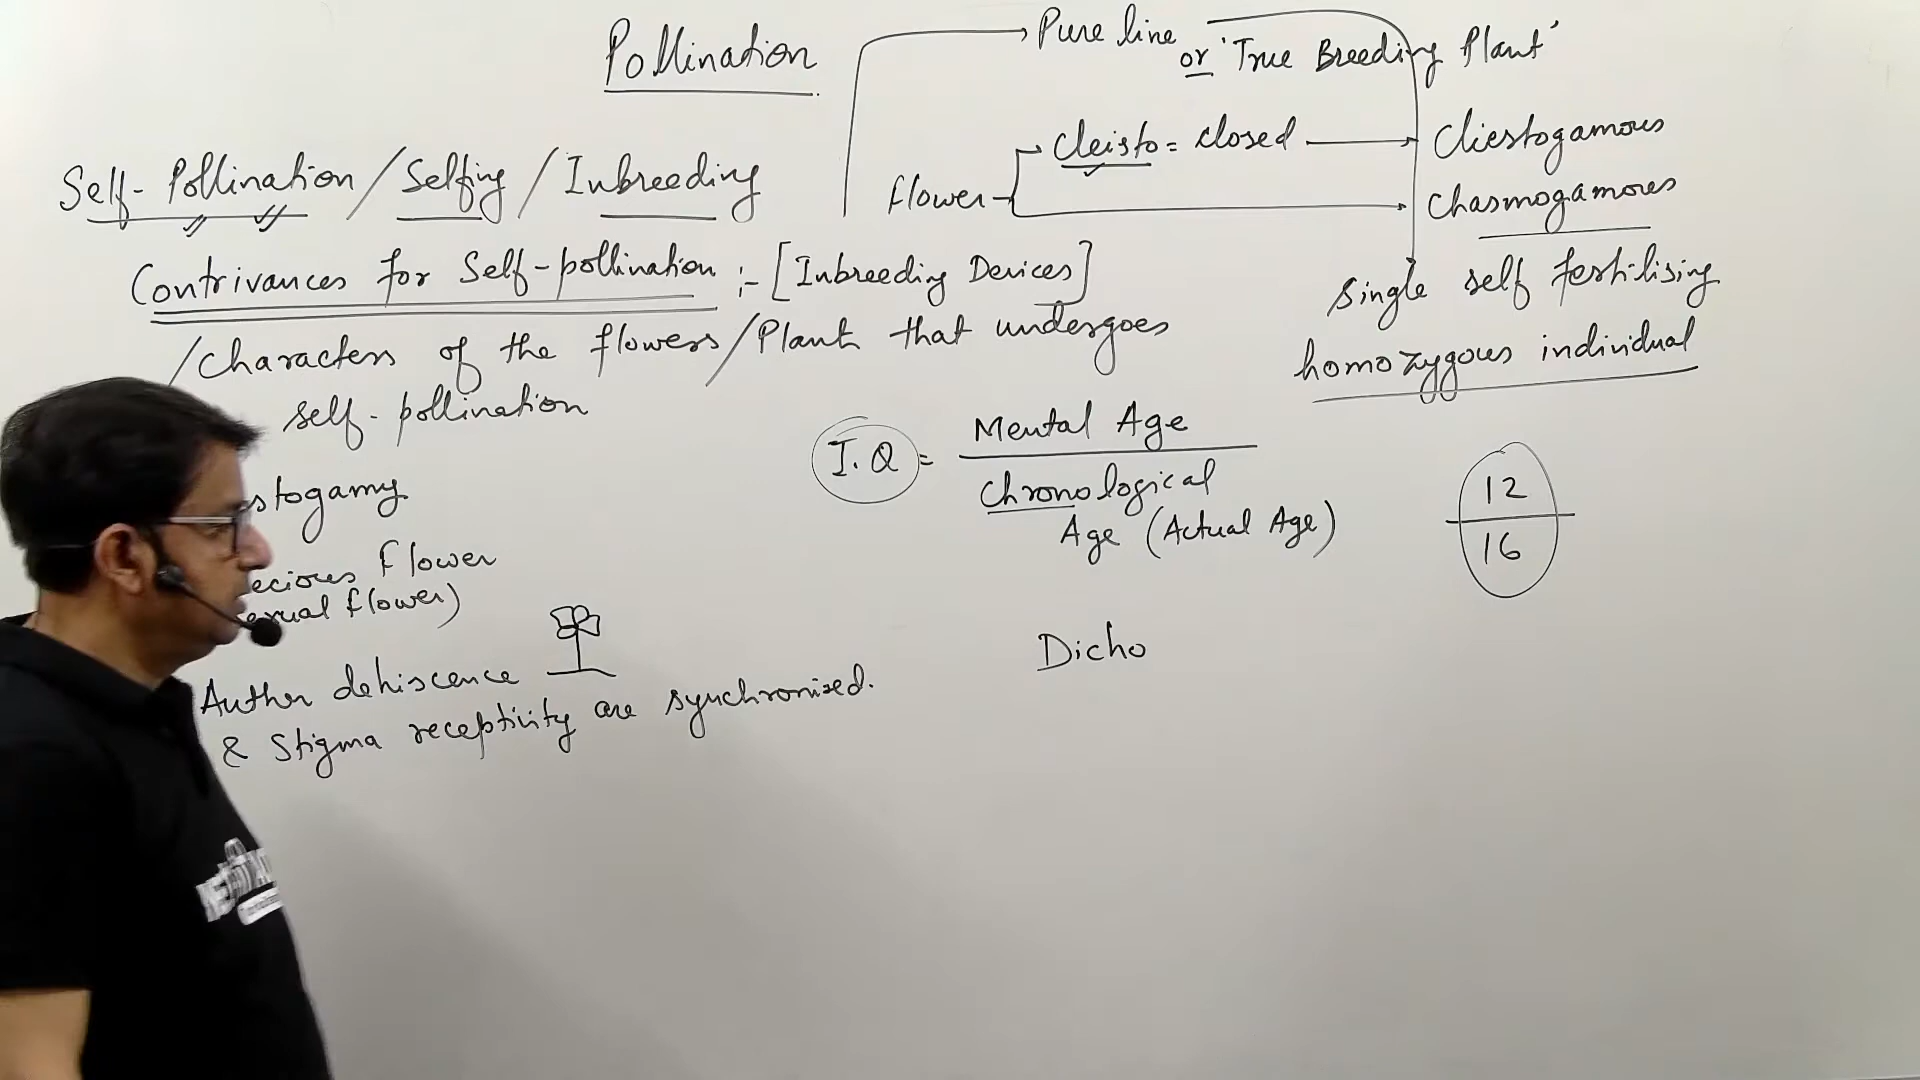 Pollination
Pure line
or 'True Breeding Plant'
Cleisto = closed
Cliestogamous
Self-Pollination / Selfing / Inbreeding
flower
Chasmogamous
Contrivances for Self-pollination :- [Inbreeding Devices]
single self fertilising
homozygous individual
/characters of the flowers/Plant that undergoes
self-pollination
I.Q = Mental Age
Chronological
Age (Actual Age)
12
16
stogamy
ecious flower
exual flower)
Dicho
Anther dehiscence
& Stigma receptivity are synchronised.